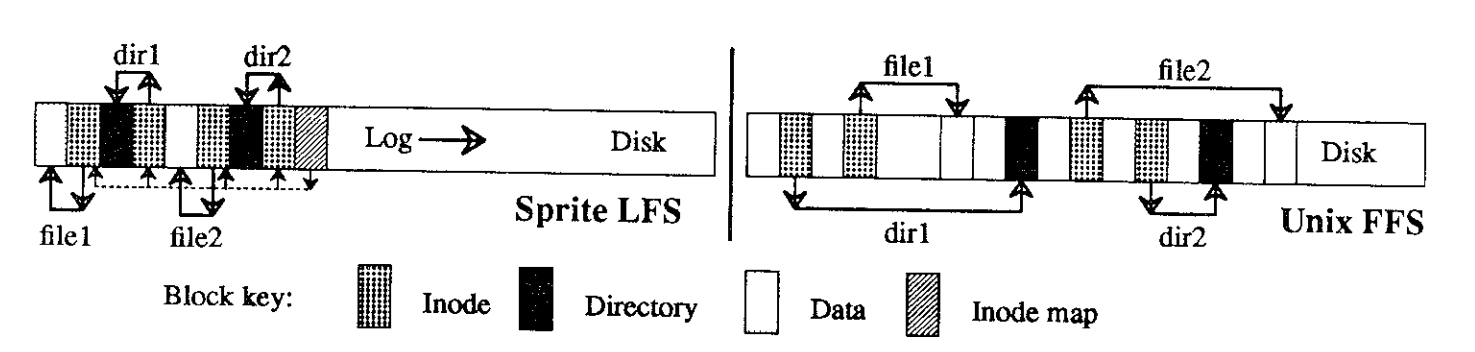 dir1 dir2
Log Disk
file1 file2
Sprite LFS
file1 file2
Disk
dir1 dir2
Unix FFS
Block key: Inode Directory Data Inode map